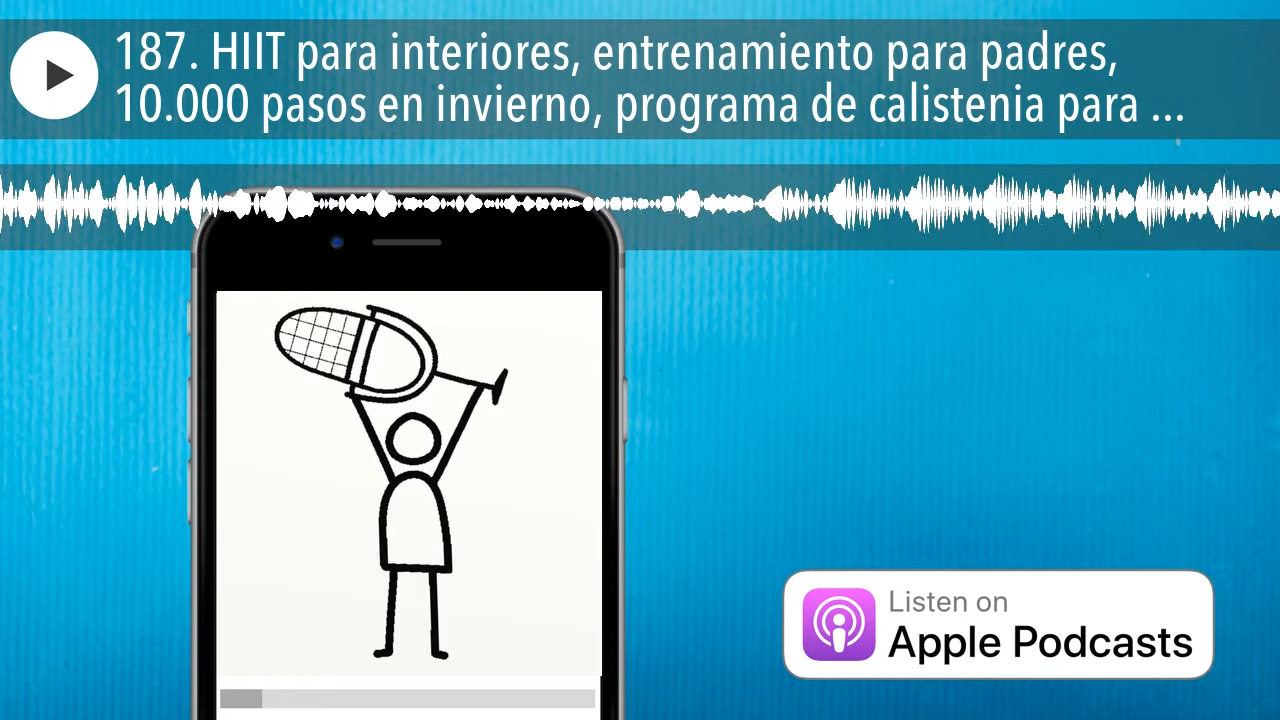 187. HIIT para interiores, entrenamiento para padres,
10.000 pasos en invierno, programa de calistenia para ...
Listen on
Apple Podcasts